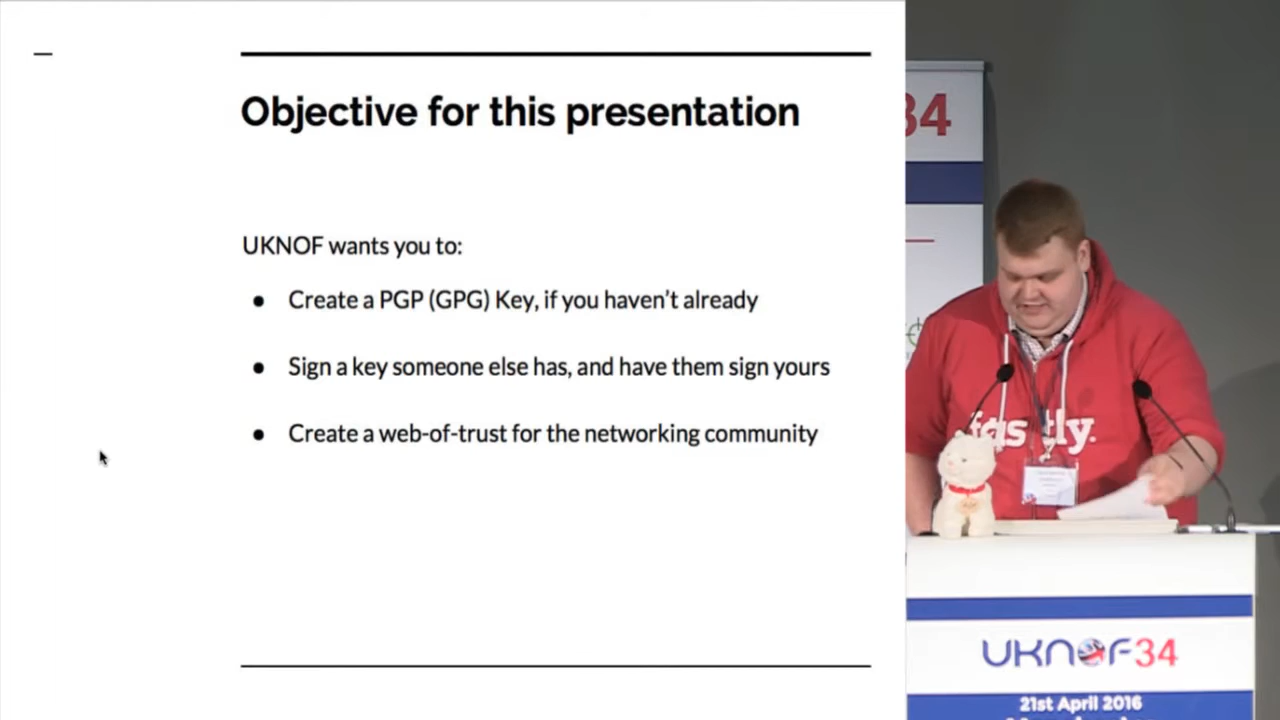 Objective for this presentation
UKNOF wants you to:
● Create a PGP (GPG) Key, if you haven't already
● Sign a key someone else has, and have them sign yours
● Create a web-of-trust for the networking community
34
fastly.
UKNOF34
21st April 2016